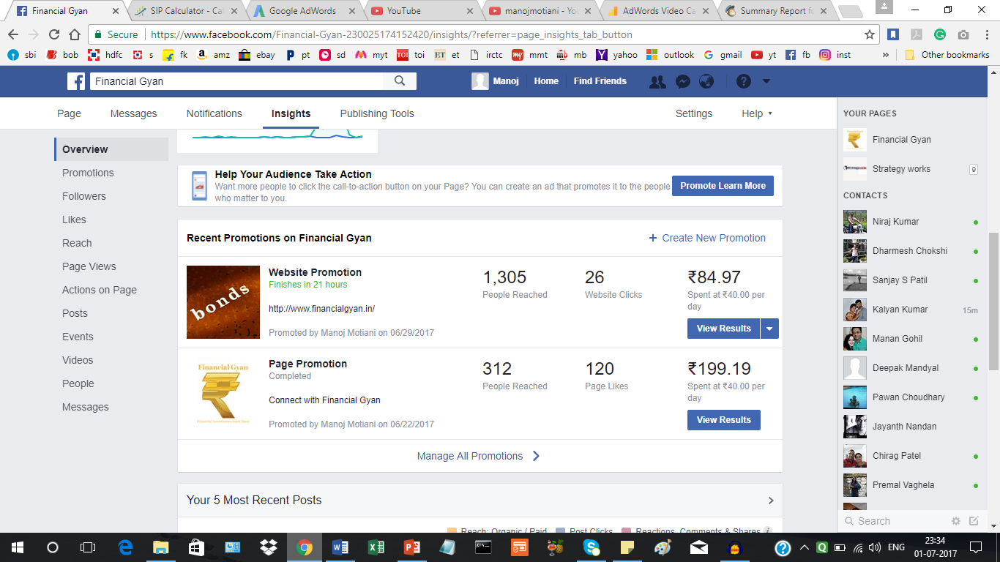 Financial Gyan
SIP Calculator - Cal
Google AdWords
YouTube
manojmotiani - You
AdWords Video Ca
Summary Report fo
Secure
https://www.facebook.com/Financial-Gyan-230025174152420/insights/?referrer=page_insights_tab_button
sbi
bob
hdfc
s
fk
amz
ebay
pt
sd
myt
toi
et
irctc
mmt
mb
yahoo
outlook
gmail
yt
fb
inst
»
Other bookmarks
Financial Gyan
Manoj
Home
Find Friends
Page
Messages
Notifications
Insights
Publishing Tools
Settings
Help
Overview
Promotions
Followers
Likes
Reach
Page Views
Actions on Page
Posts
Events
Videos
People
Messages
Help Your Audience Take Action
Want more people to click the call-to-action button on your Page? You can create an ad that promotes it to the people
who matter to you.
Promote Learn More
Recent Promotions on Financial Gyan
+ Create New Promotion
bonds
Website Promotion
Finishes in 21 hours
http://www.financialgyan.in/
Promoted by Manoj Motiani on 06/29/2017
1,305
People Reached
26
Website Clicks
₹84.97
Spent at ₹40.00 per
day
View Results
Financial Gyan
Page Promotion
Completed
Connect with Financial Gyan
Promoted by Manoj Motiani on 06/22/2017
312
People Reached
120
Page Likes
₹199.19
Spent at ₹40.00 per
day
View Results
Manage All Promotions
Your 5 Most Recent Posts
Reach: Organic / Paid
Post Clicks
Reactions, Comments & Shares
YOUR PAGES
Financial Gyan
Strategy works
9
CONTACTS
Niraj Kumar
Dharmesh Chokshi
Sanjay S Patil
Kalyan Kumar
15m
Manan Gohil
Deepak Mandyal
Pawan Choudhary
Jayanth Nandan
Chirag Patel
Premal Vaghela
Search
ENG
23:34
01-07-2017